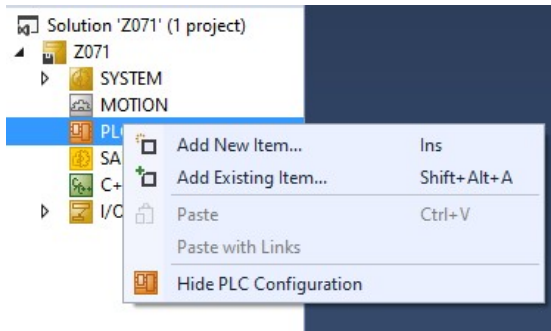 Solution 'Z071' (1 project)
Z071
SYSTEM
MOTION
PLC
SA
C+
I/O
Add New Item... Ins
Add Existing Item... Shift+Alt+A
Paste Ctrl+V
Paste with Links
Hide PLC Configuration